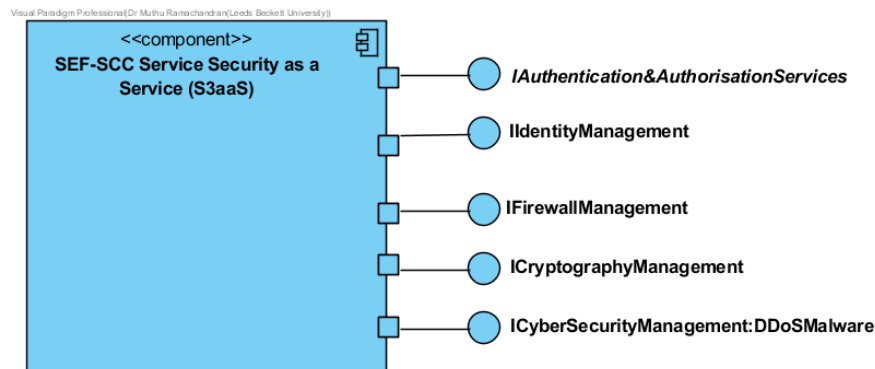 Visual Paradigm Professional(Dr Muthu Ramachandran(Leeds Beckett University))
<<component>>
SEF-SCC Service Security as a
Service (S3aaS)
IAuthentication&AuthorisationServices
IIdentityManagement
IFirewallManagement
ICryptographyManagement
ICyberSecurityManagement:DDoSMalware